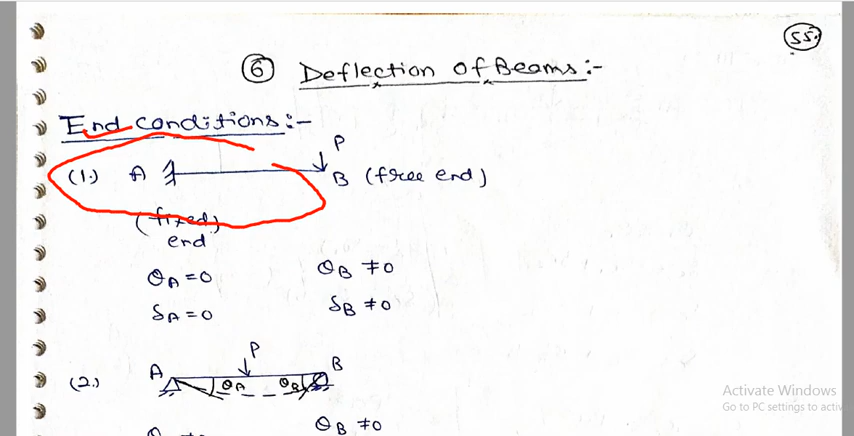 55.
6 Deflection of Beams:-
End conditions:-
P
(1.) A B (free end)
(fixed)
end
θA = 0 θB ≠ 0
δA = 0 δB ≠ 0
P
A B
(2.) θA θB
θB ≠ 0
Activate Windows
Go to PC settings to activ